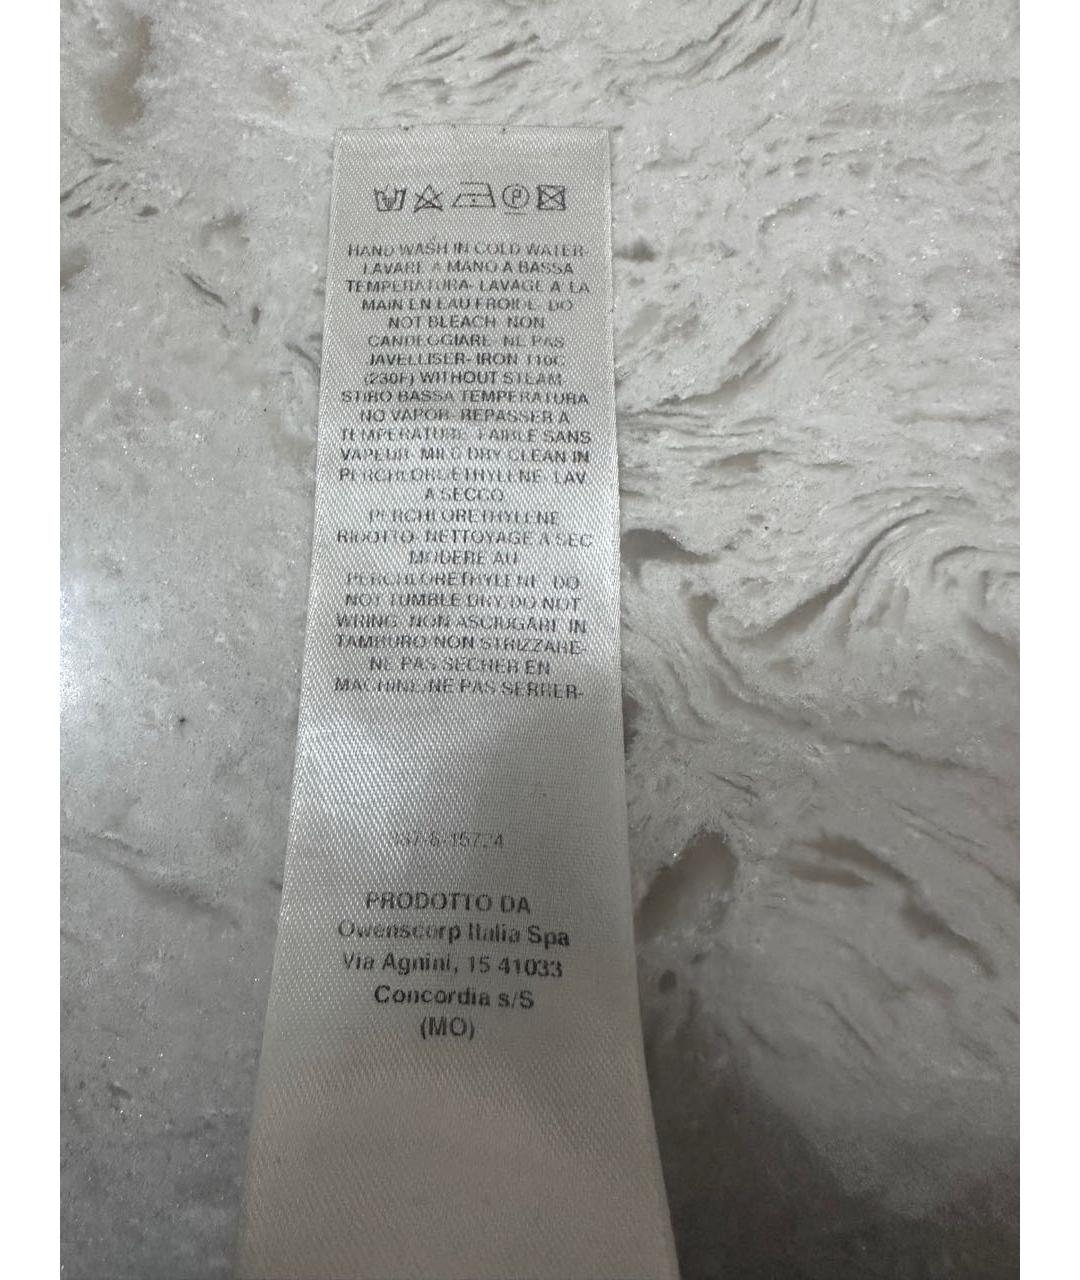 HAND WASH IN COLD WATER-
LAVARE A MANO A BASSA
TEMPERATURA- LAVAGE A LA
MAIN EN EAU FROIDE- DO
NOT BLEACH- NON
CANDEGGIARE- NE PAS
JAVELLISER- IRON 110C
(230F) WITHOUT STEAM-
STIRO BASSA TEMPERATURA
NO VAPOR- REPASSER A
TEMPERATURE FAIBLE SANS
VAPEUR- MILD DRY CLEAN IN
PERCHLORLETHYLENE- LAV.
A SECCO
PERCHLORETHYLENE
RIDOTTO- NETTOYAGE A SEC
MODERE AU
PERCHLORETHYLENE- DO
NOT TUMBLE DRY, DO NOT
WRING- NON ASCIUGARE IN
TAMBURO NON STRIZZARE-
NE PAS SECHER EN
MACHINE,NE PAS SERRER-
PRODOTTO DA
Owenscorp Italia Spa
Via Agnini, 15 41033
Concordia s/S
(MO)